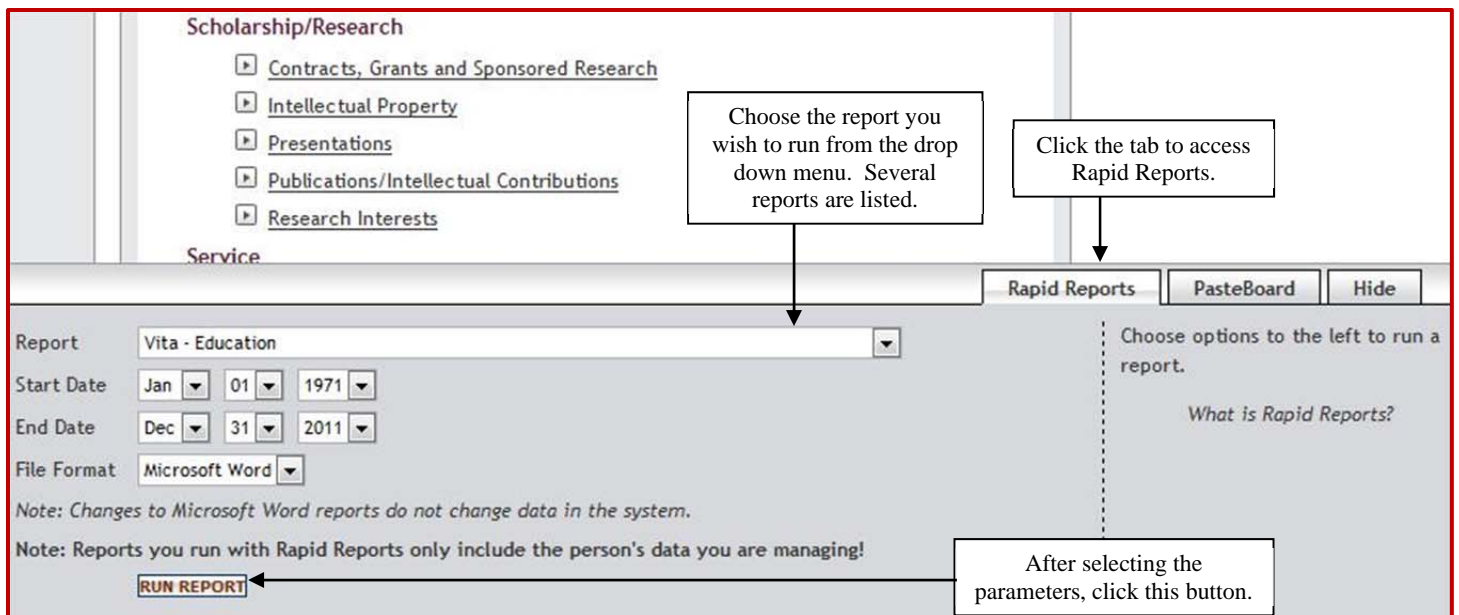 Scholarship/Research
Contracts, Grants and Sponsored Research
Intellectual Property
Presentations
Publications/Intellectual Contributions
Research Interests
Service
Choose the report you
wish to run from the drop
down menu. Several
reports are listed.
Click the tab to access
Rapid Reports.
Rapid Reports PasteBoard Hide
Report Vita - Education
Start Date Jan 01 1971
End Date Dec 31 2011
File Format Microsoft Word
Note: Changes to Microsoft Word reports do not change data in the system.
Note: Reports you run with Rapid Reports only include the person's data you are managing!
RUN REPORT
Choose options to the left to run a
report.
What is Rapid Reports?
After selecting the
parameters, click this button.